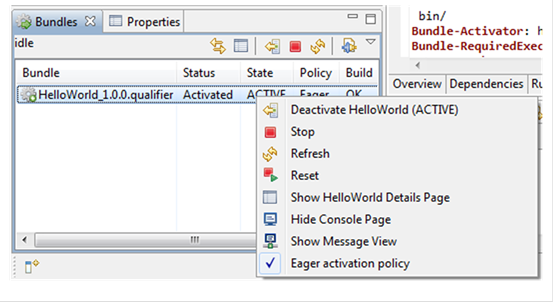 Bundles
Properties
idle
Bundle Status State Policy Build
HelloWorld_1.0.0.qualifier Activated ACTIVE Eager OK
Deactivate HelloWorld (ACTIVE)
Stop
Refresh
Reset
Show HelloWorld Details Page
Hide Console Page
Show Message View
Eager activation policy
bin/
Bundle-Activator: h
Bundle-RequiredExec
Overview Dependencies Ru